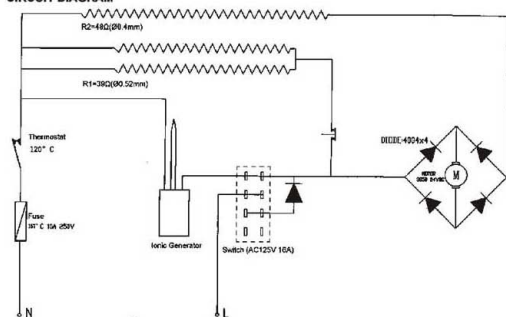 CIRCUIT DIAGRAM
R2=48Ω(Ø0.4mm)
R1=39Ω(Ø0.52mm)
Thermostat
120° C
DIODE-4004x4
MOTOR
M
Fuse
10A 250V
Ionic Generator
Switch (AC125V 16A)
N
L